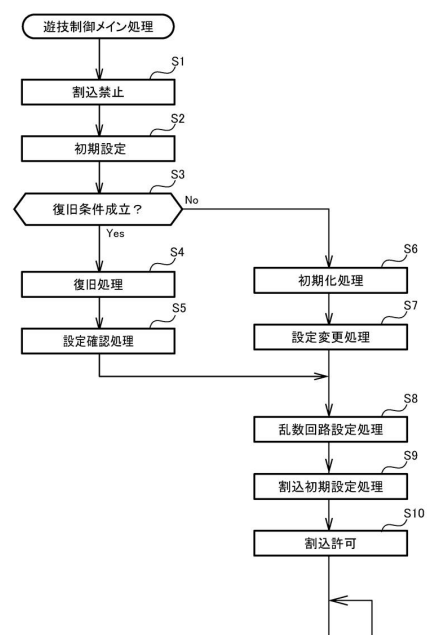 遊技制御メイン処理
S1
割込禁止
S2
初期設定
S3
復旧条件成立？
No
Yes
S4
復旧処理
S5
設定確認処理
S6
初期化処理
S7
設定変更処理
S8
乱数回路設定処理
S9
割込初期設定処理
S10
割込許可